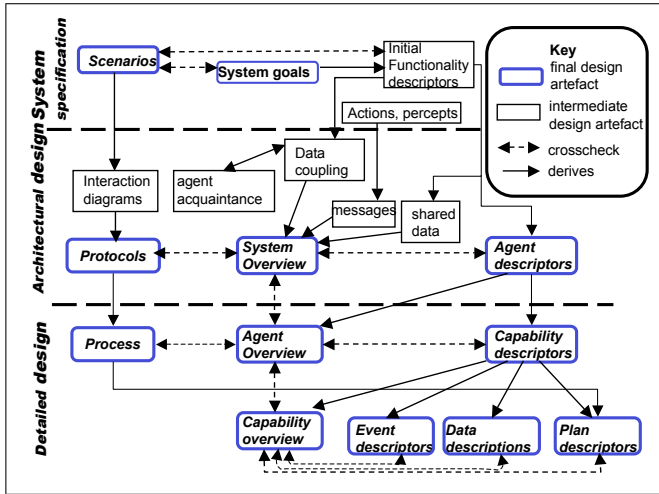 System
specification
Scenarios
System goals
Initial
Functionality
descriptors
Actions, percepts
Key
final design
artefact
intermediate
design artefact
crosscheck
derives
Architectural design
Interaction
diagrams
agent
acquaintance
Data
coupling
messages
shared
data
Protocols
System
Overview
Agent
descriptors
Detailed design
Process
Agent
Overview
Capability
descriptors
Capability
overview
Event
descriptors
Data
descriptions
Plan
descriptors